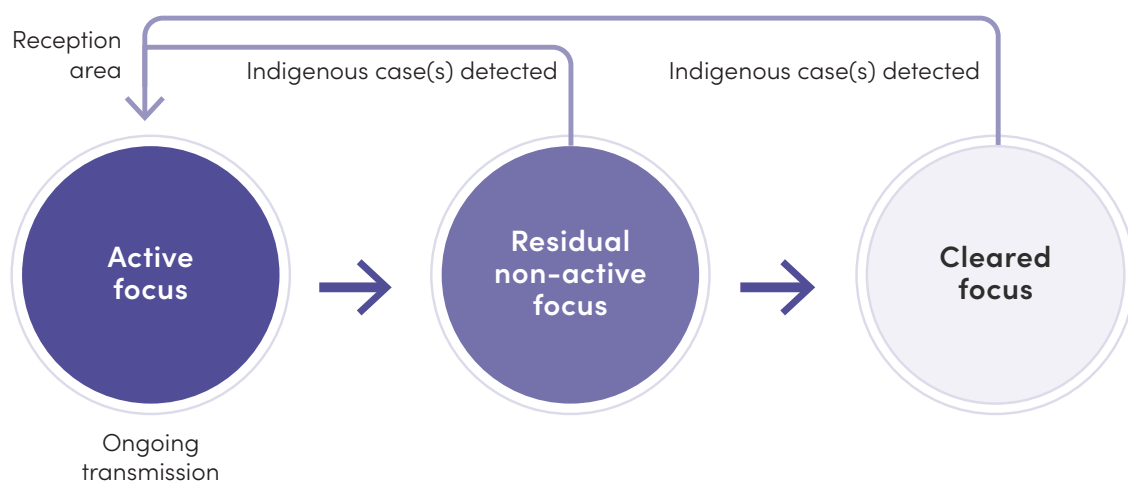 Reception
area
Indigenous case(s) detected
Indigenous case(s) detected
Active
focus
Residual
non-active
focus
Cleared
focus
Ongoing
transmission